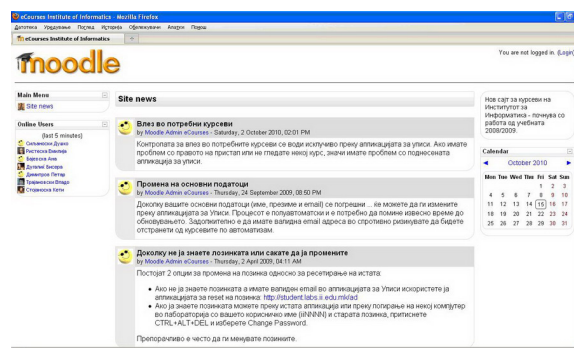 eCourses Institute of Informatics - Mozilla Firefox
Датотека Уредување Поглед Историја Обележувачи Алатки Помош
eCourses Institute of Informatics
moodle
You are not logged in. (Login)
Main Menu
Site news
Online Users
(last 5 minutes)
Силјаноски Душко
Ристеска Емилија
Бајеска Ана
Димитров Петар
Трајаноски Владо
Стојноска Кети
Site news
Влез во потребни курсеви
by Moodle Admin eCourses - Saturday, 2 October 2010, 02:01 PM
Контролата за влез во потребните курсеви се води исклучиво преку апликацијата за уписи. Ако имате
проблем со правото на пристап или не гледате некој курс, значи имате проблем со поднесената
апликација за уписи.
Промена на основни податоци
by Moodle Admin eCourses - Thursday, 24 September 2009, 08:50 PM
Доколку вашите основни податоци (име, презиме и email) се погрешни ... ке можете да ги измените
преку апликацијата за Уписи. Процесот е полуавтоматски и е потребно да помине извесно време до
обновувањето. Задолжително е да имате валидна email адреса во спротивно ризикувате да бидете
отстранети од курсевите по автоматизам.
Доколку не ја знаете лозинката или сакате да ја промените
by Moodle Admin eCourses - Thursday, 2 April 2009, 04:11 AM
Постојат 2 опции за промена на лозинка односно за ресетирање на истата:
Ако не ја знаете лозинката а имате валиден email во апликацијата за Уписи искористете ја
апликацијата за reset на лозинка: http://student.labs.ii.edu.mk/ad
Ако ја знаете лозинката можете преку истата апликација или преку логирање на некој компјутер
во лабораторија со вашето корисничко име (iiNNNN) и старата лозинка, притиснете
CTRL+ALT+DEL и изберете Change Password.
Препорачливо е често да ги менувате лозинките.
Нов сајт за курсеви на
Институтот за
Информатика - почнува со
работа од учебната
2008/2009.
Calendar
October 2010
Mon Tue Wed Thu Fri Sat Sun
1 2 3
4 5 6 7 8 9 10
11 12 13 14 15 16 17
18 19 20 21 22 23 24
25 26 27 28 29 30 31